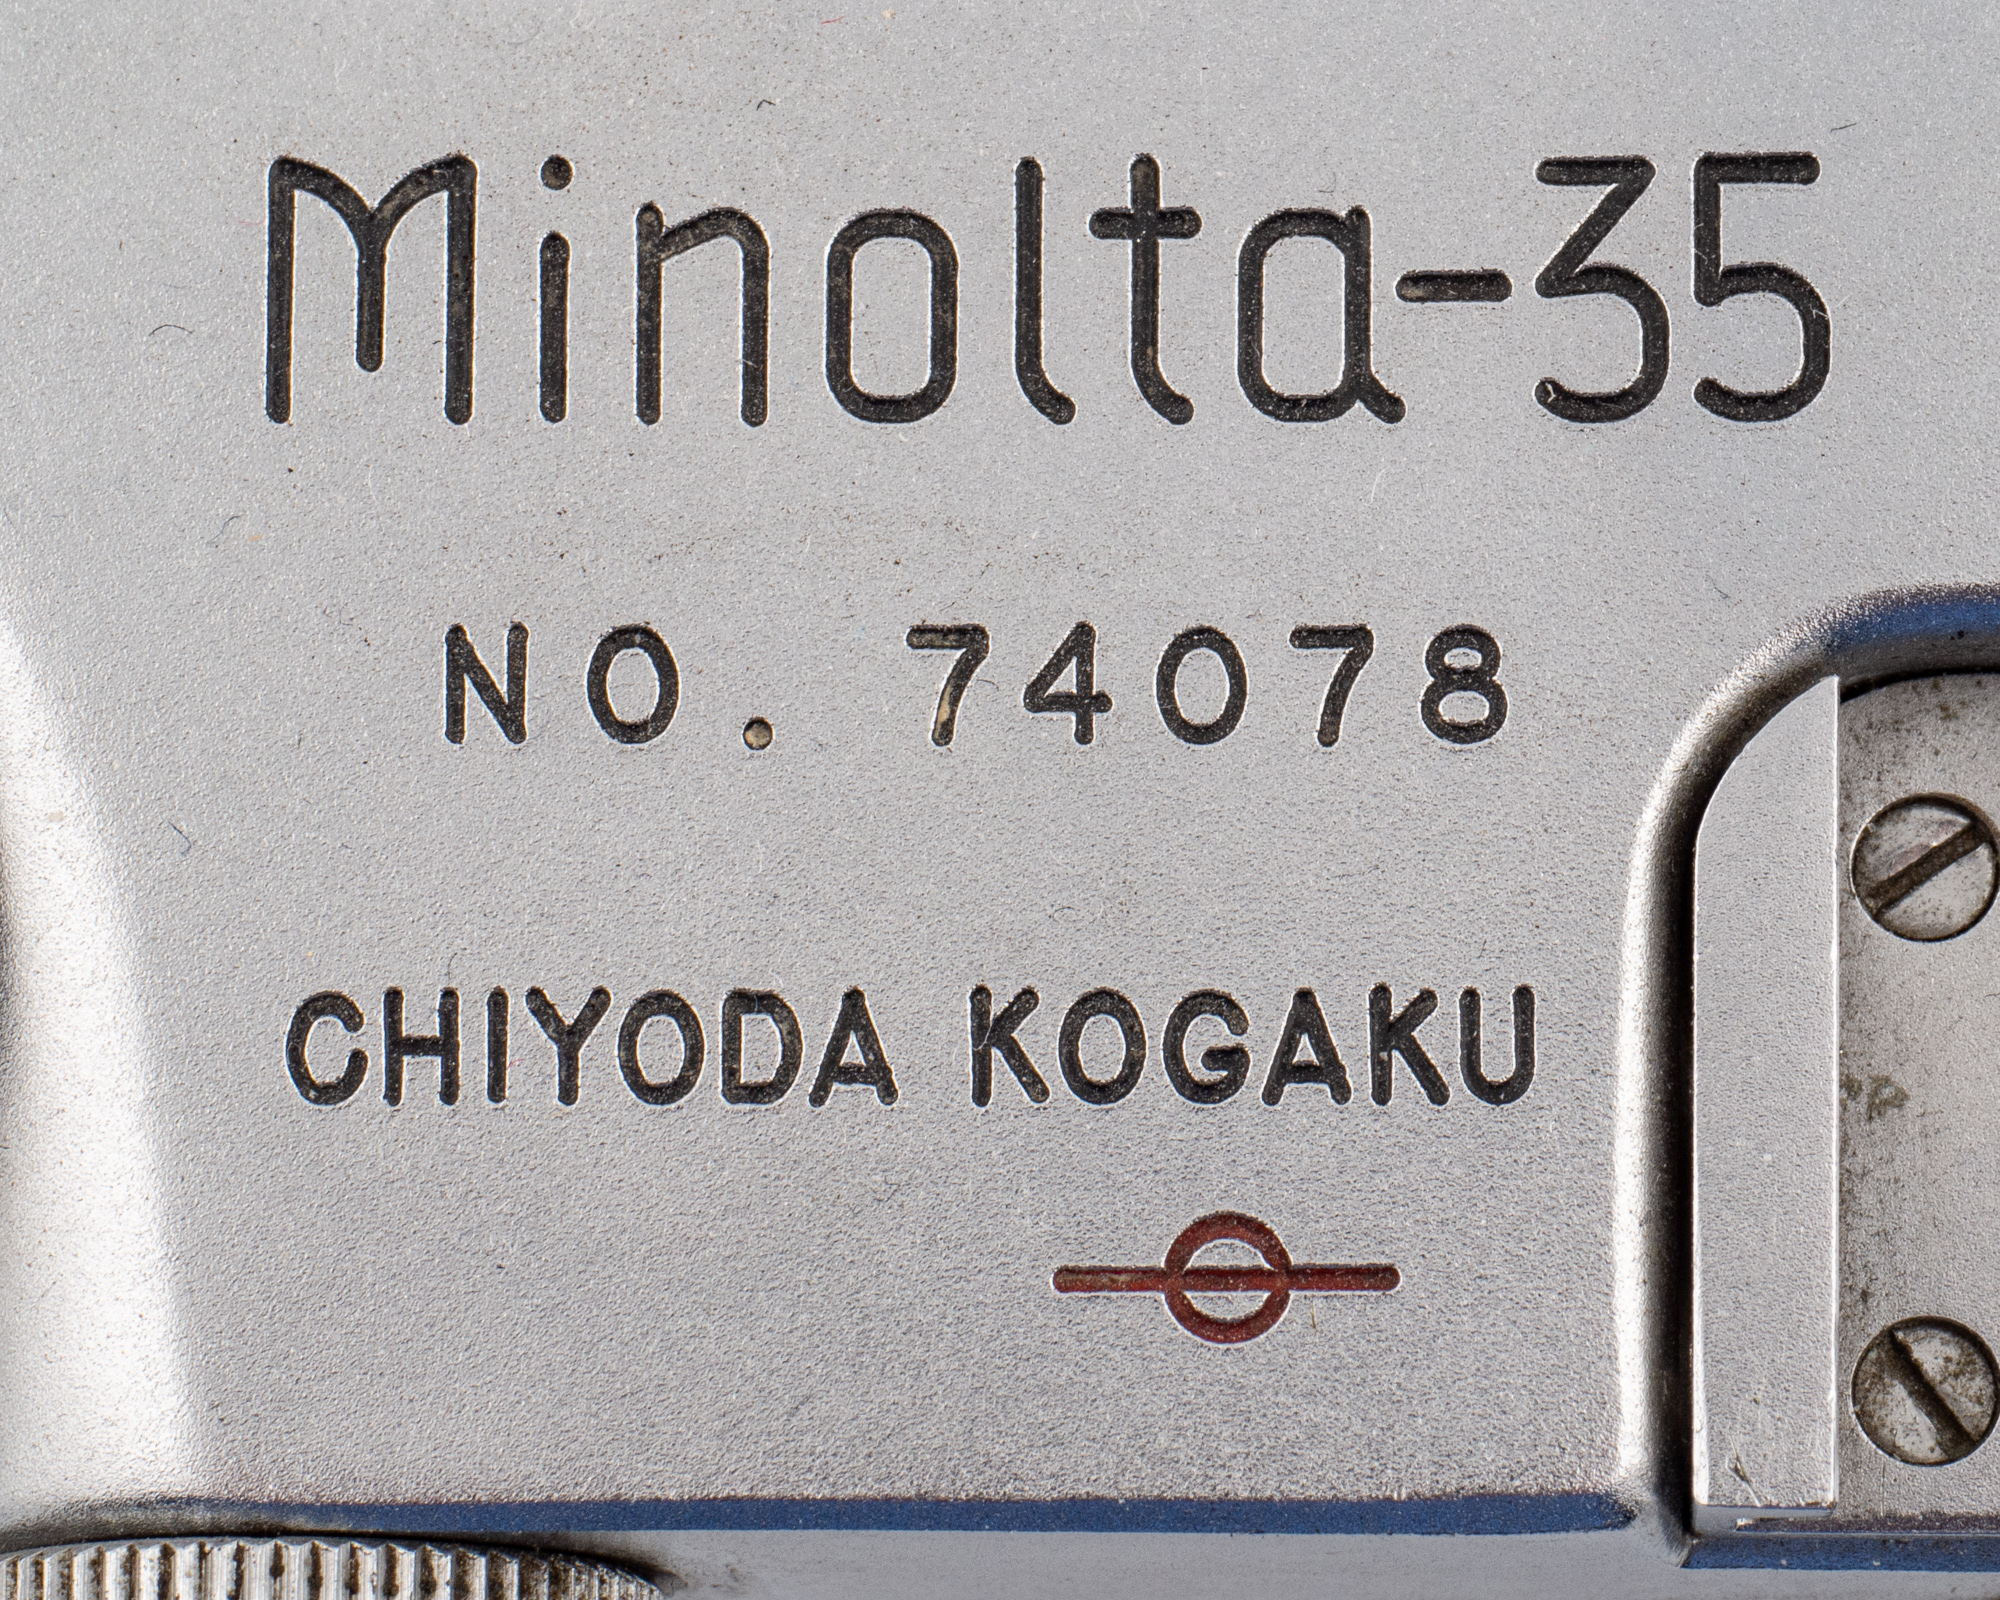 Minolta-35
NO. 74078
CHIYODA KOGAKU